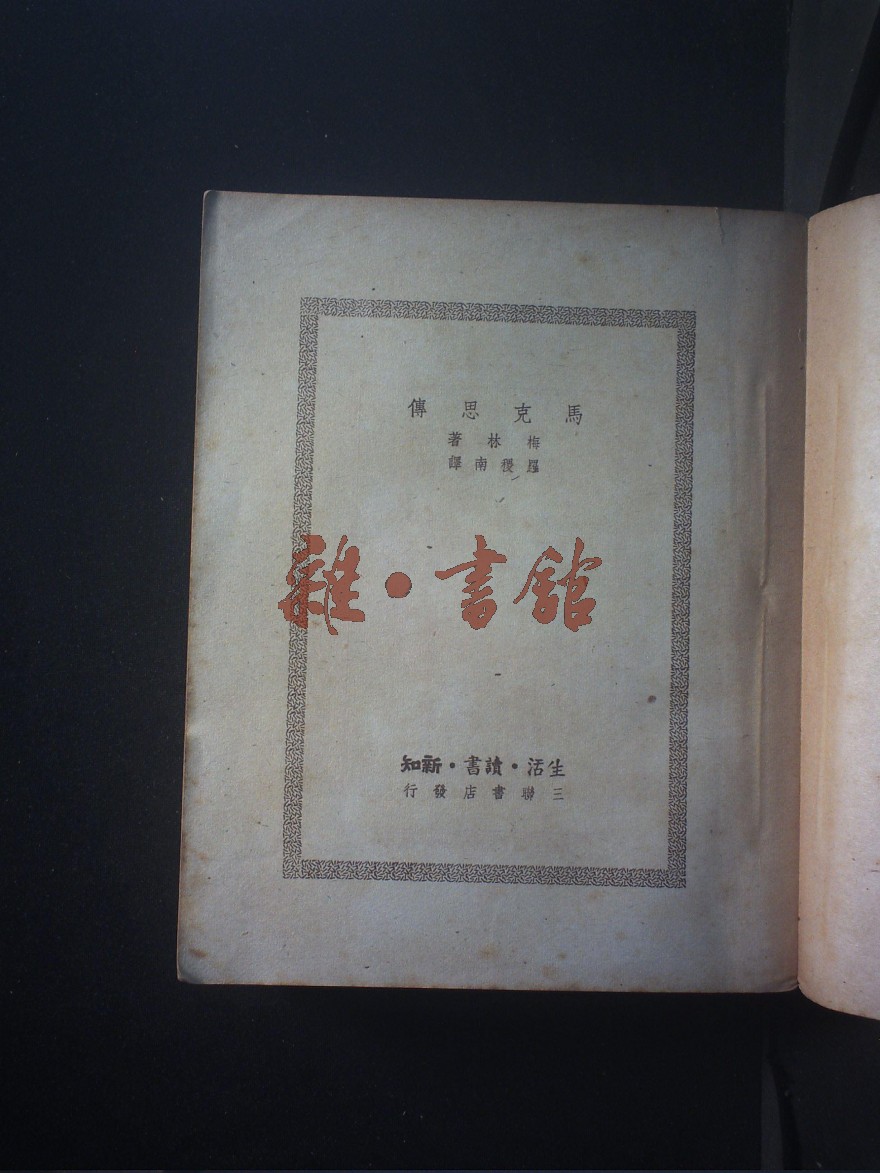 馬克思傳
梅林著
羅稷南譯
雜·書館
生活·讀書·新知
三聯書店發行